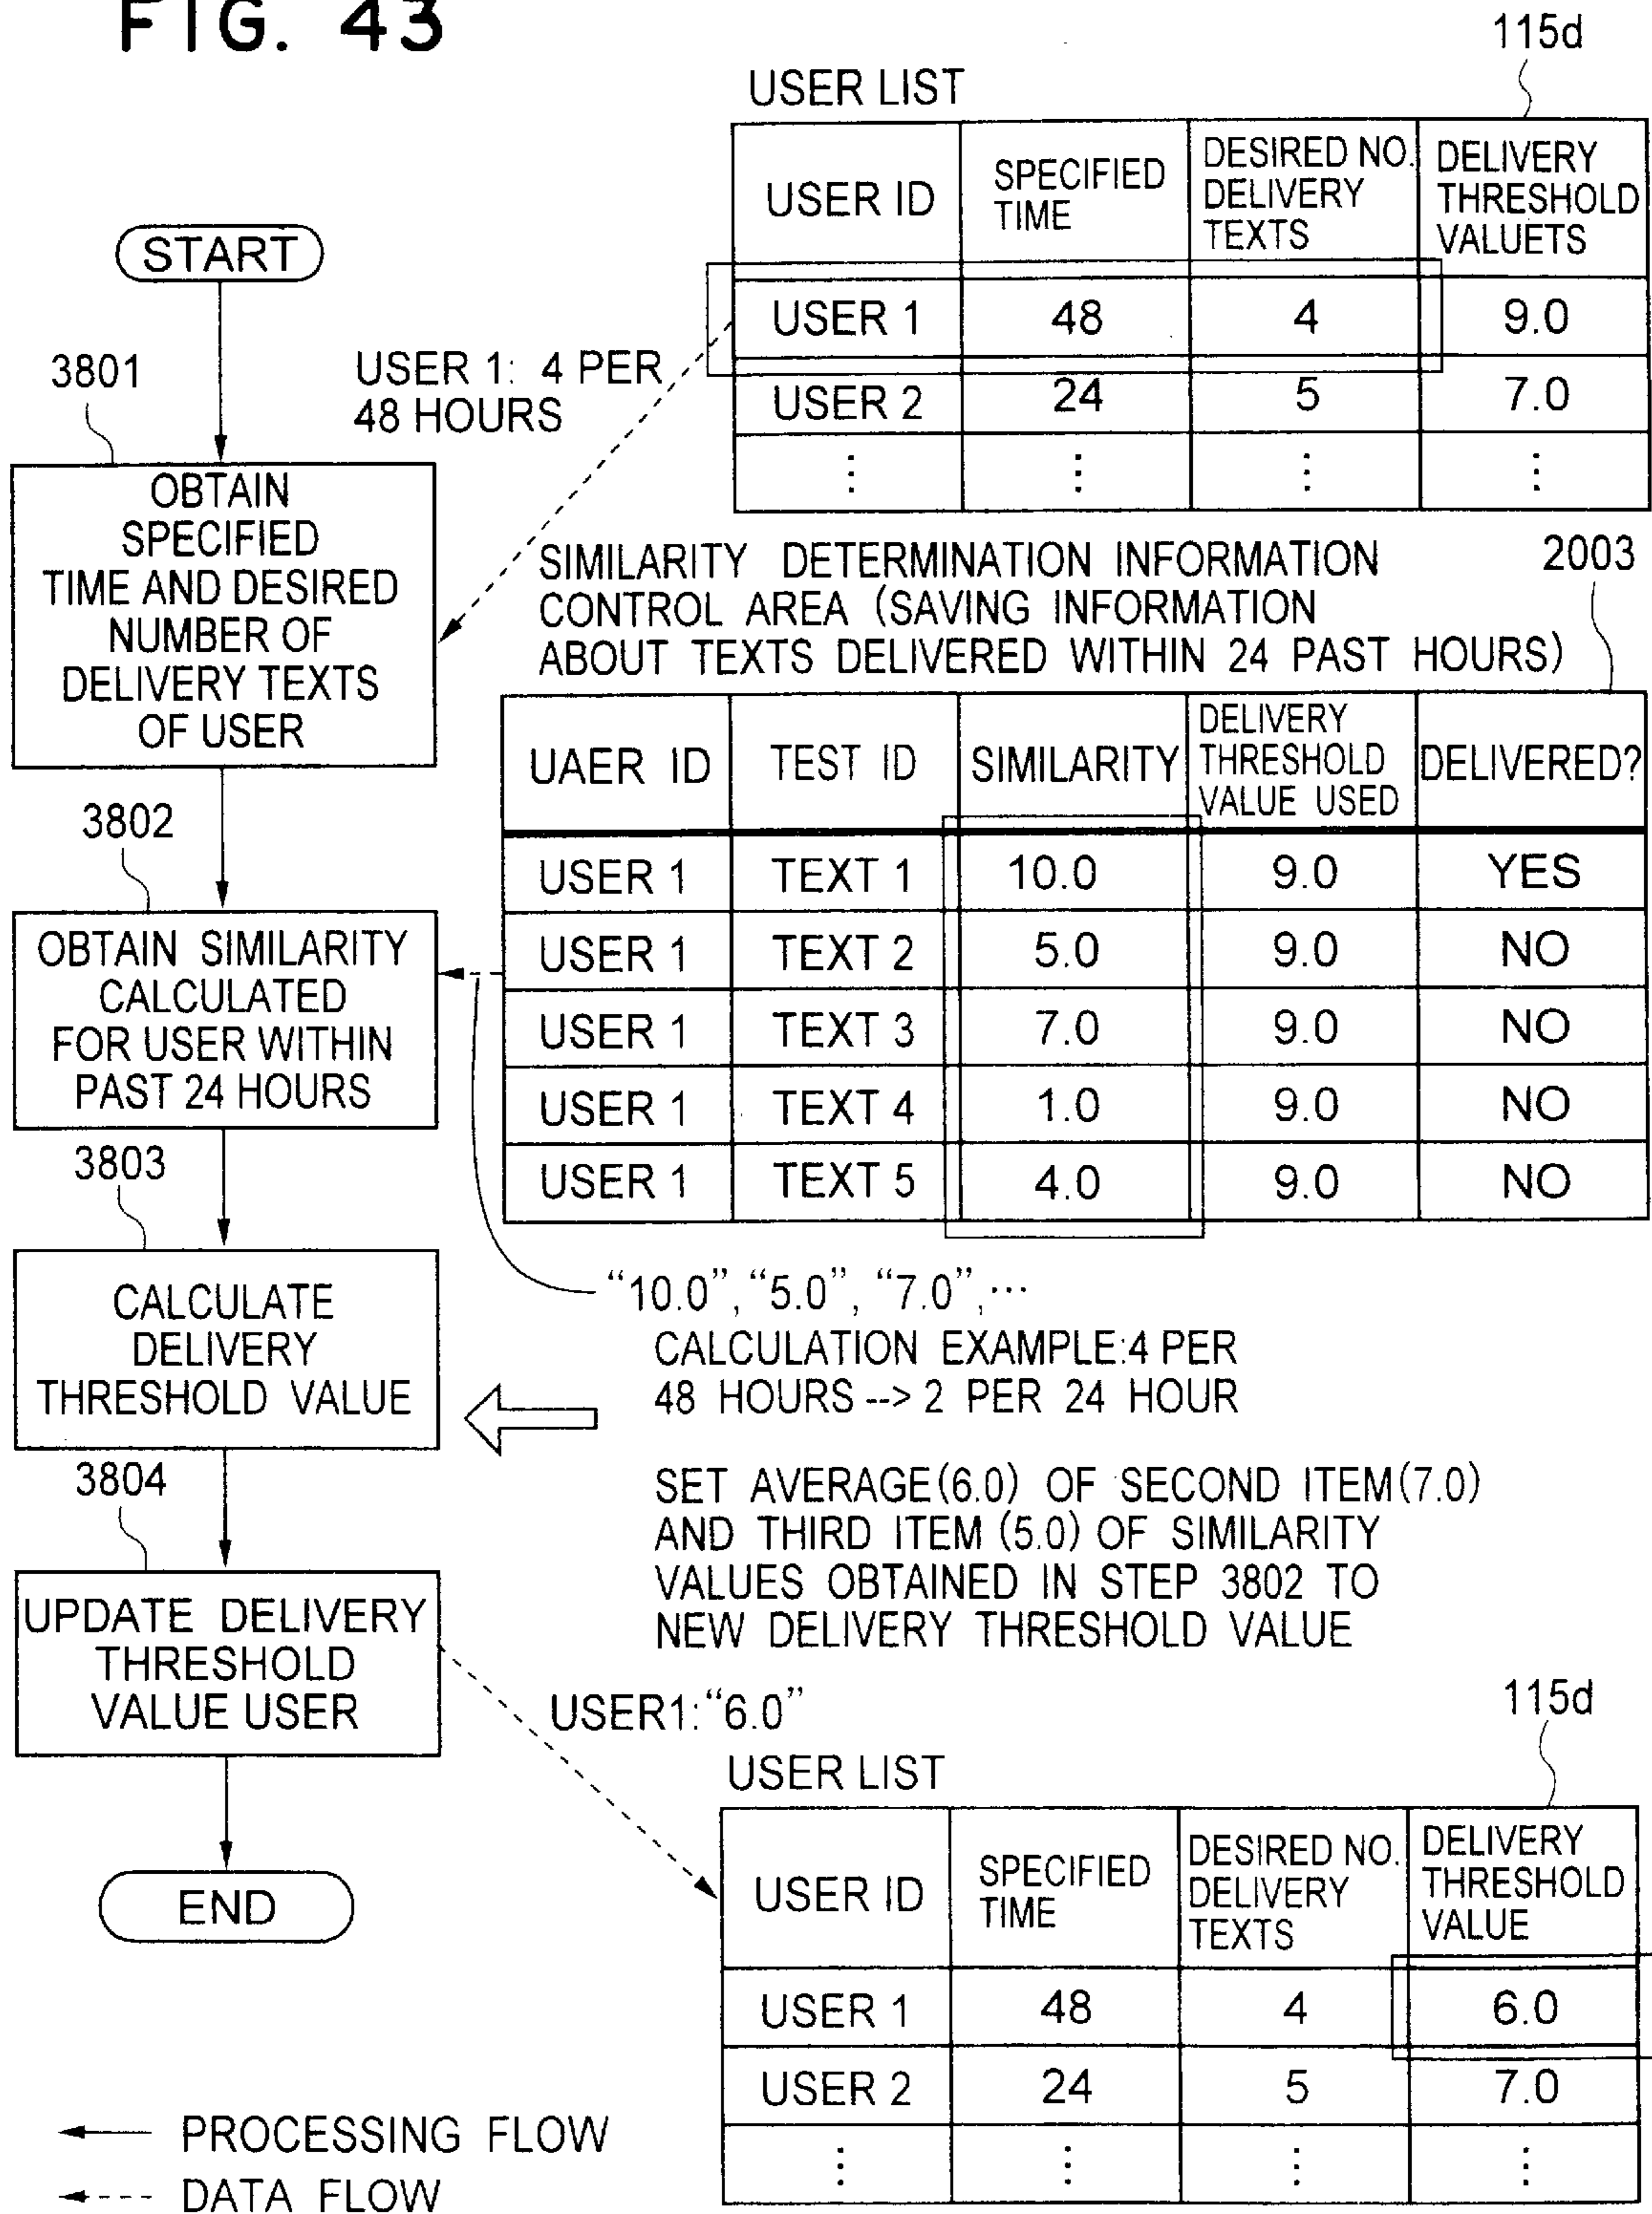 FIG. 43
115d
USER LIST
USER ID
SPECIFIED
TIME
DESIRED NO.
DELIVERY
TEXTS
DELIVERY
THRESHOLD
VALUETS
USER 1
48
4
9.0
USER 2
24
5
7.0
START
3801
USER 1: 4 PER
48 HOURS
OBTAIN
SPECIFIED
TIME AND DESIRED
NUMBER OF
DELIVERY TEXTS
OF USER
SIMILARITY DETERMINATION INFORMATION
CONTROL AREA (SAVING INFORMATION
ABOUT TEXTS DELIVERED WITHIN 24 PAST HOURS)
2003
UAER ID
TEST ID
SIMILARITY
DELIVERY
THRESHOLD
VALUE USED
DELIVERED?
USER 1
TEXT 1
10.0
9.0
YES
USER 1
TEXT 2
5.0
9.0
NO
USER 1
TEXT 3
7.0
9.0
NO
USER 1
TEXT 4
1.0
9.0
NO
USER 1
TEXT 5
4.0
9.0
NO
3802
OBTAIN SIMILARITY
CALCULATED
FOR USER WITHIN
PAST 24 HOURS
"10.0", "5.0", "7.0", ...
3803
CALCULATE
DELIVERY
THRESHOLD VALUE
CALCULATION EXAMPLE:4 PER
48 HOURS --> 2 PER 24 HOUR
SET AVERAGE(6.0) OF SECOND ITEM(7.0)
AND THIRD ITEM (5.0) OF SIMILARITY
VALUES OBTAINED IN STEP 3802 TO
NEW DELIVERY THRESHOLD VALUE
3804
UPDATE DELIVERY
THRESHOLD
VALUE USER
USER1:"6.0"
END
115d
USER LIST
USER ID
SPECIFIED
TIME
DESIRED NO.
DELIVERY
TEXTS
DELIVERY
THRESHOLD
VALUE
USER 1
48
4
6.0
USER 2
24
5
7.0
PROCESSING FLOW
DATA FLOW